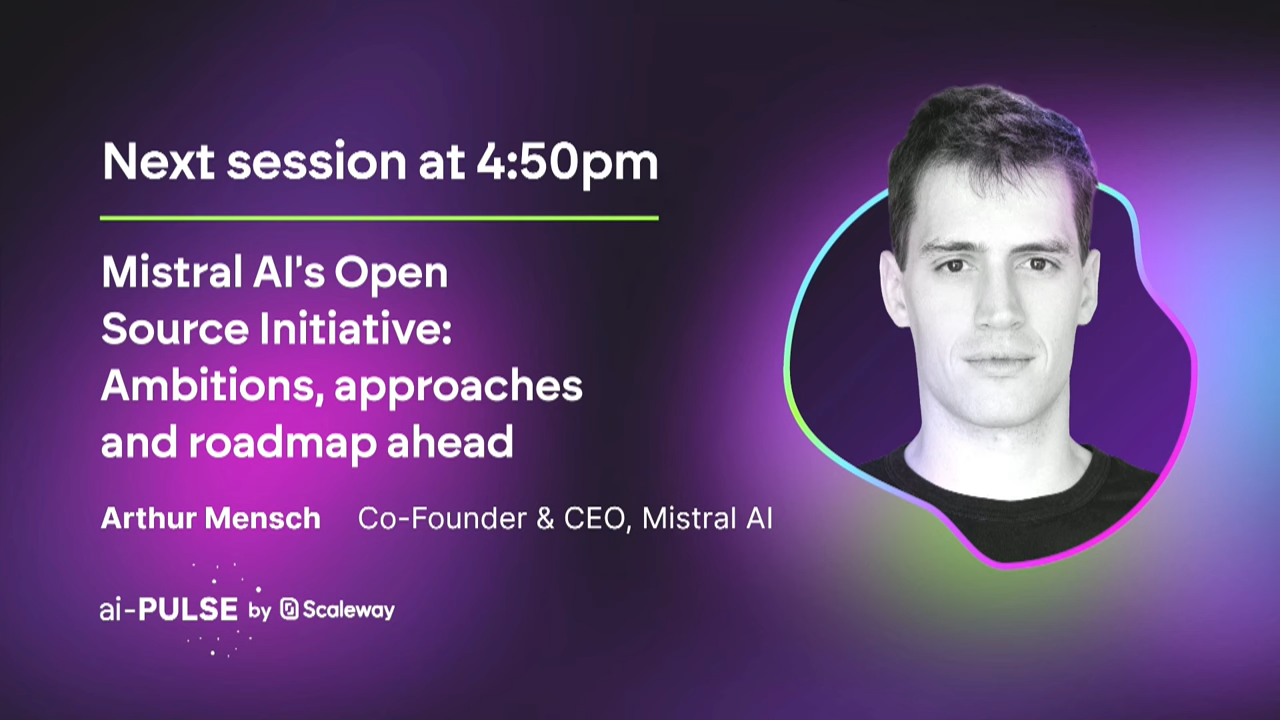 Next session at 4:50pm
Mistral AI's Open
Source Initiative:
Ambitions, approaches
and roadmap ahead
Arthur Mensch Co-Founder & CEO, Mistral AI
ai-PULSE by Scaleway